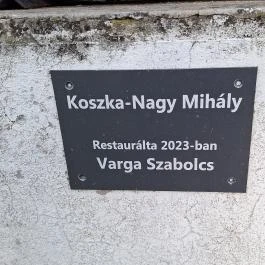 Koszka-Nagy Mihály
Restaurálta 2023-ban
Varga Szabolcs